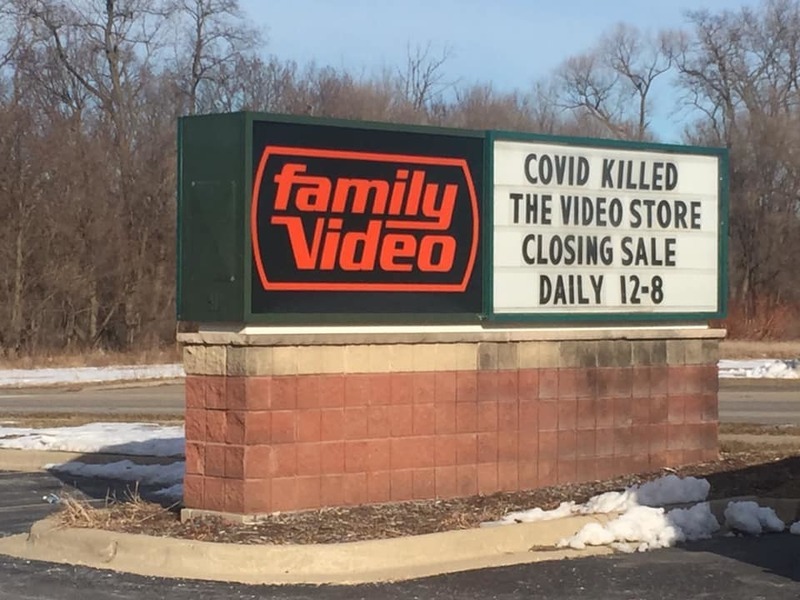 family
Video
COVID KILLED
THE VIDEO STORE
CLOSING SALE
DAILY 12-8